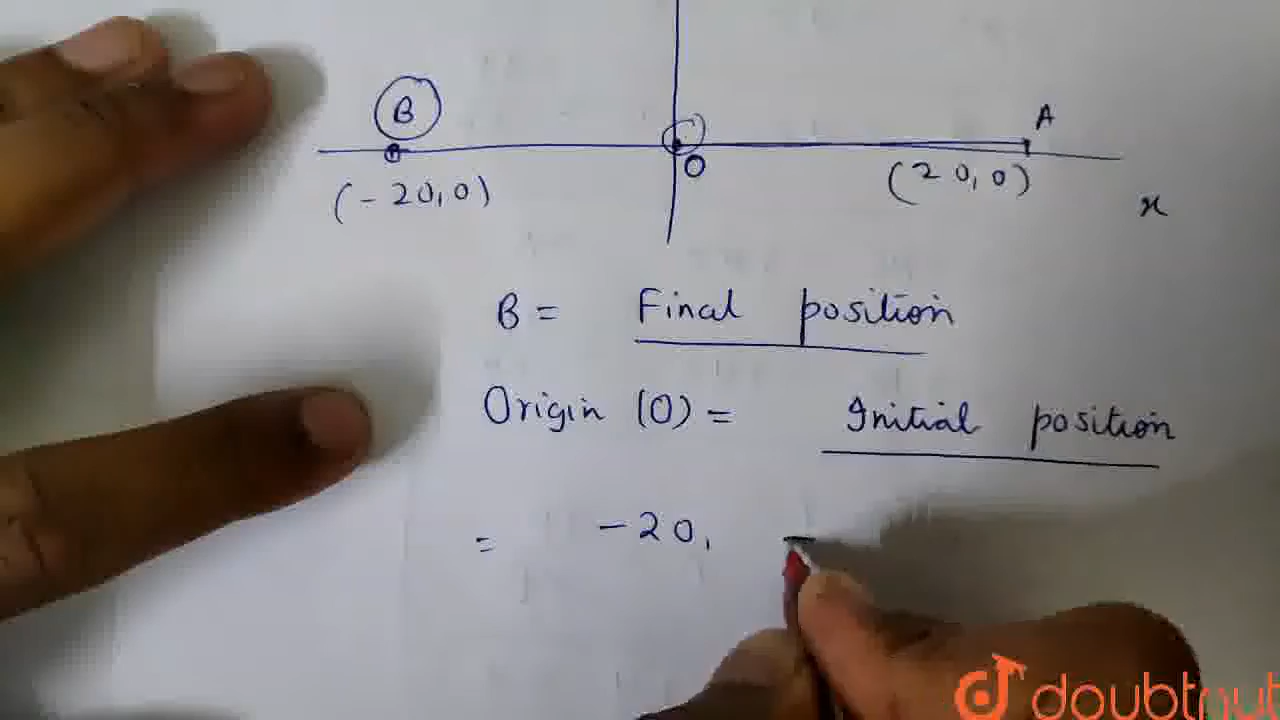 B
A
O
(-20,0)
(20,0)
x
B = Final position
Origin (O) = Initial position
= -20,
doubtnut